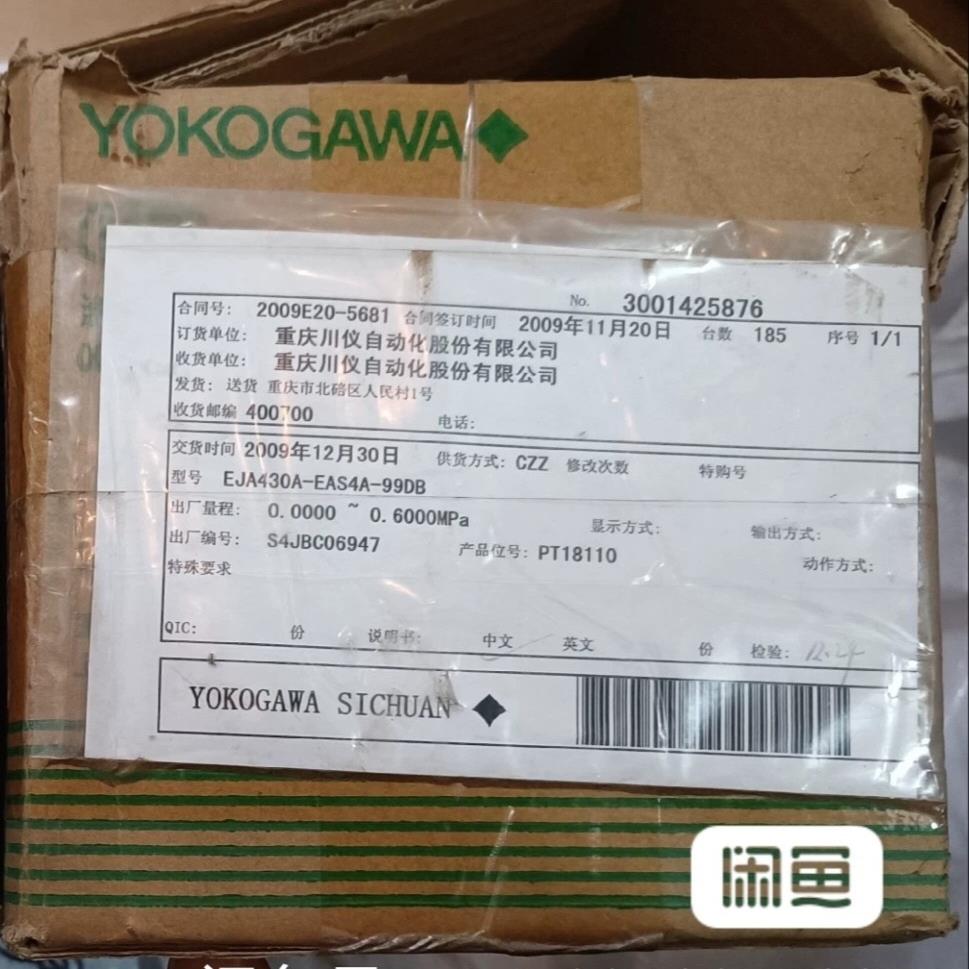 YOKOGAWA
No. 3001425876
合同号: 2009E20-5681 合同签订时间 2009年11月20日 台数 185 序号 1/1
订货单位: 重庆川仪自动化股份有限公司
收货单位: 重庆川仪自动化股份有限公司
发货: 送货 重庆市北碚区人民村1号
收货邮编 400700 电话:
交货时间 2009年12月30日 供货方式: CZZ 修改次数 特购号
型号 EJA430A-EAS4A-99DB
出厂量程: 0.0000 ~ 0.6000MPa 显示方式: 输出方式:
出厂编号: S4JBC06947 产品位号: PT18110 动作方式:
特殊要求
QIC: 份 说明书: 中文 英文 份 检验:
YOKOGAWA SICHUAN
闲鱼